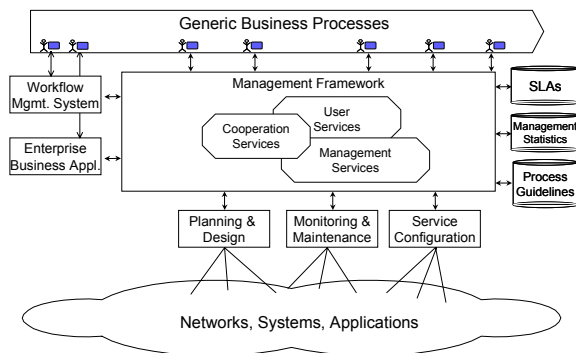 Generic Business Processes
Workflow
Mgmt. System
Management Framework
SLAs
User
Services
Cooperation
Services
Management
Services
Management
Statistics
Enterprise
Business Appl.
Process
Guidelines
Planning &
Design
Monitoring &
Maintenance
Service
Configuration
Networks, Systems, Applications